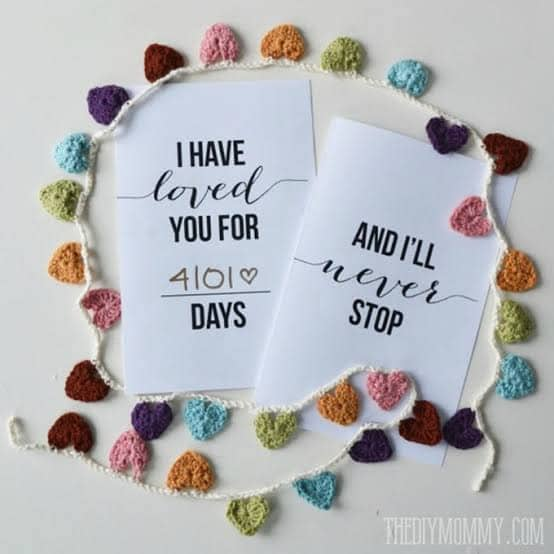 I HAVE
loved
YOU FOR
4101♡
DAYS
AND I'LL
never
STOP
THEDIYMOMMY.COM